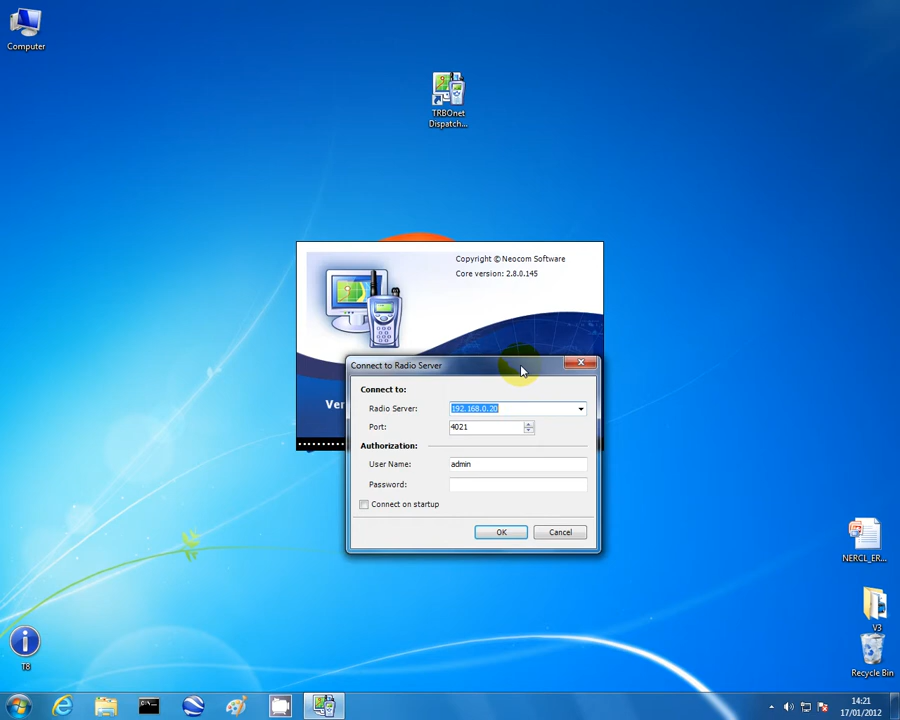 Computer
TRBOnet
Dispatch...
Copyright © Neocom Software
Core version: 2.8.0.145
Ver
Connect to Radio Server
Connect to:
Radio Server: 192.168.0.20
Port: 4021
Authorization:
User Name: admin
Password:
Connect on startup
OK Cancel
NERCL_ER...
V3
T8
Recycle Bin
14:21
17/01/2012